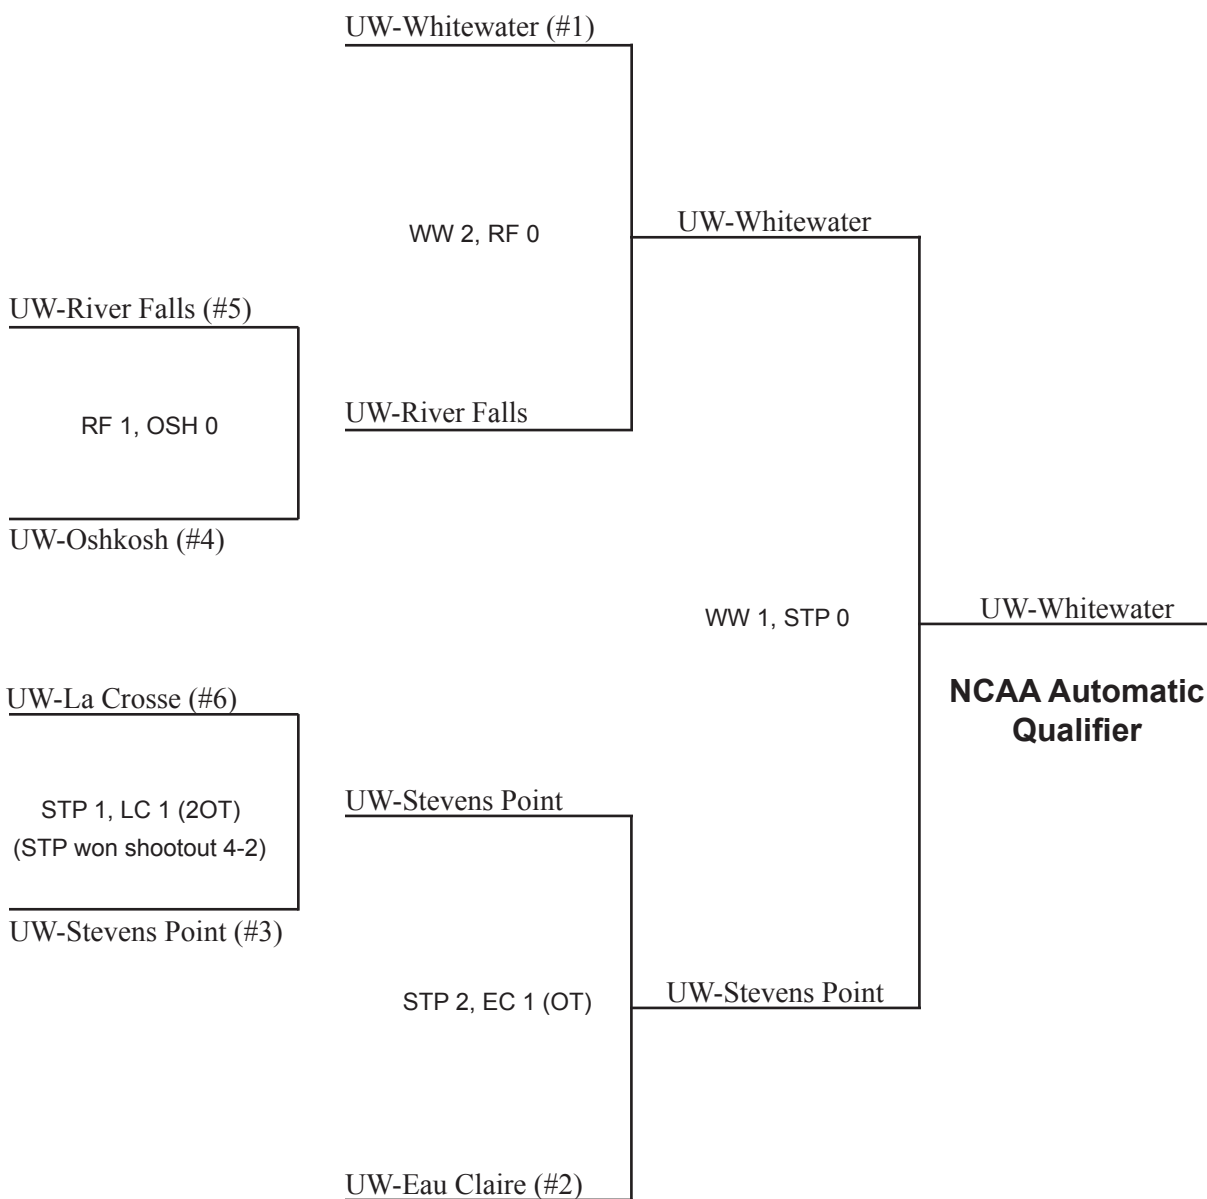 UW-Whitewater (#1)
UW-Whitewater
WW 2, RF 0
UW-River Falls (#5)
UW-River Falls
RF 1, OSH 0
UW-Oshkosh (#4)
UW-Whitewater
WW 1, STP 0
NCAA Automatic
Qualifier
UW-La Crosse (#6)
STP 1, LC 1 (2OT)
(STP won shootout 4-2)
UW-Stevens Point
UW-Stevens Point (#3)
UW-Stevens Point
STP 2, EC 1 (OT)
UW-Eau Claire (#2)